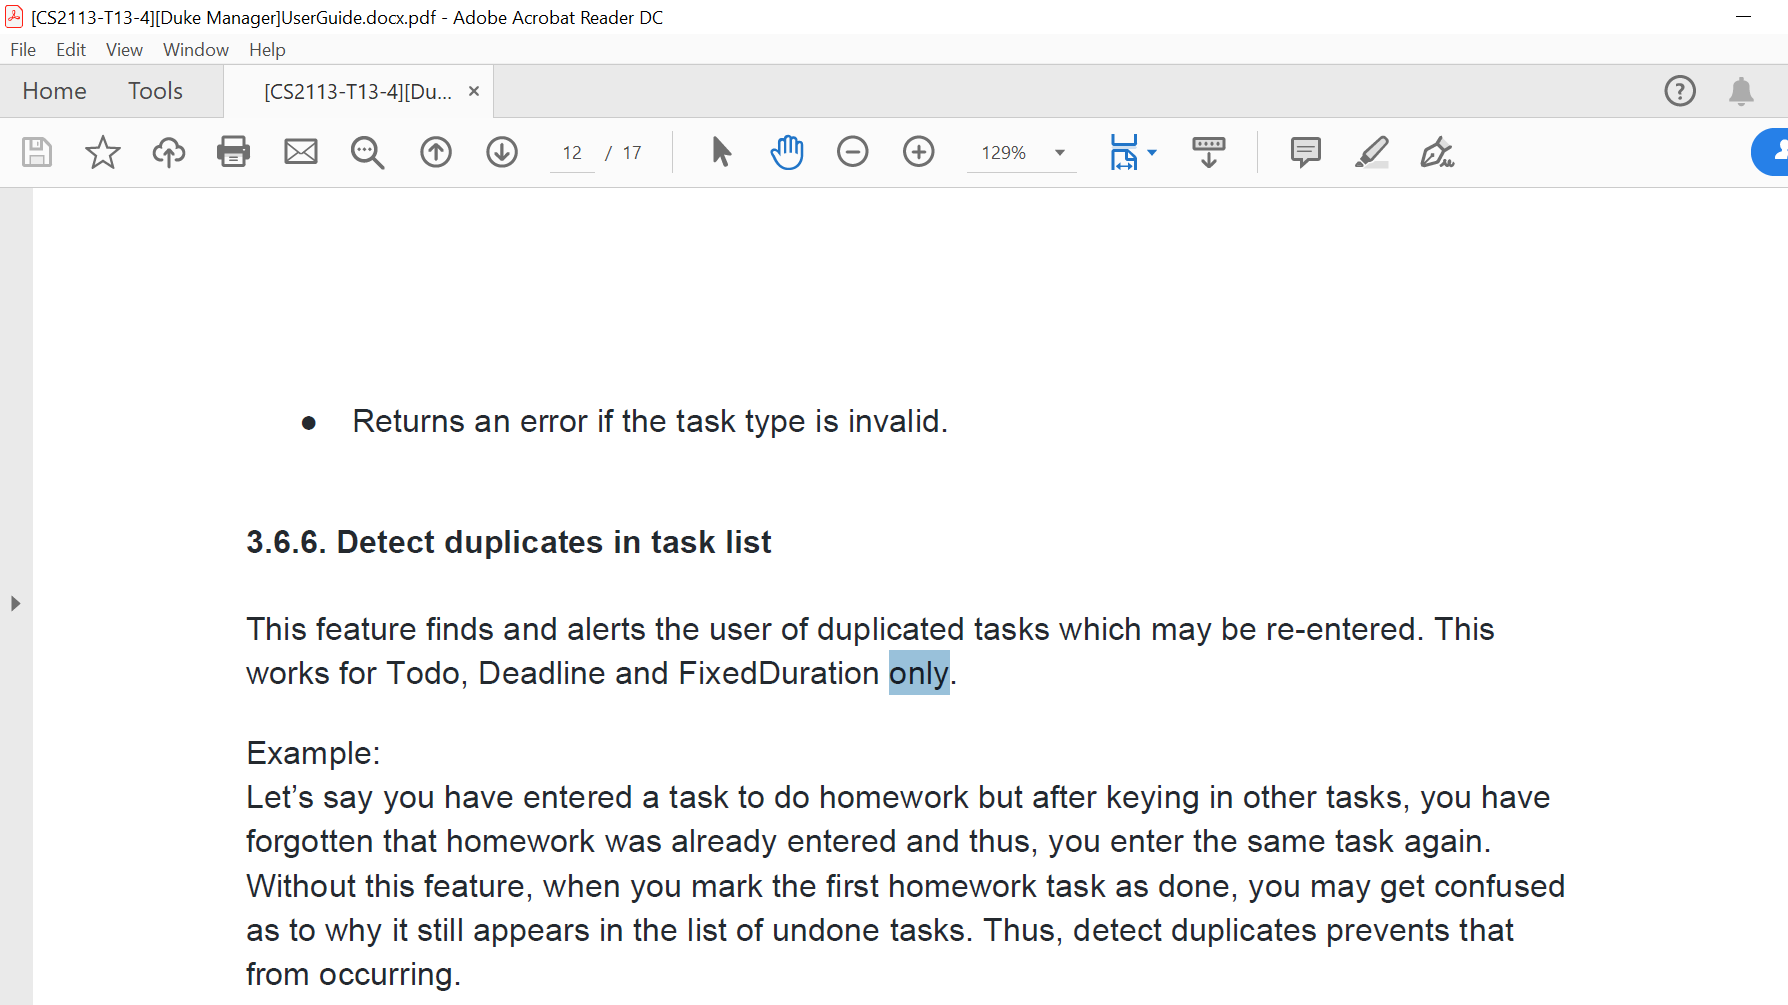 [CS2113-T13-4][Duke Manager]UserGuide.docx.pdf - Adobe Acrobat Reader DC
File Edit View Window Help
Home Tools [CS2113-T13-4][Du... ×
12 / 17 129%
● Returns an error if the task type is invalid.
3.6.6. Detect duplicates in task list
This feature finds and alerts the user of duplicated tasks which may be re-entered. This
works for Todo, Deadline and FixedDuration only.
Example:
Let’s say you have entered a task to do homework but after keying in other tasks, you have
forgotten that homework was already entered and thus, you enter the same task again.
Without this feature, when you mark the first homework task as done, you may get confused
as to why it still appears in the list of undone tasks. Thus, detect duplicates prevents that
from occurring.